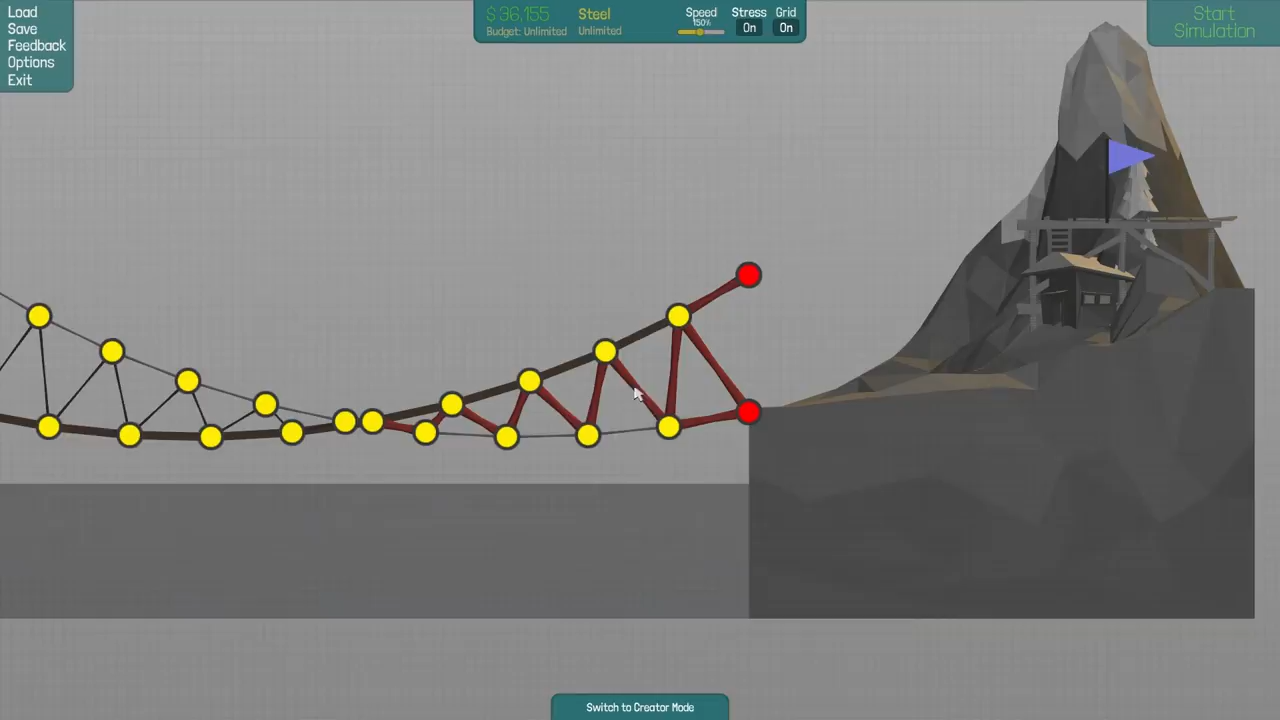 Load
Save
Feedback
Options
Exit
$ 36,155
Budget: Unlimited
Steel
Unlimited
Speed
150%
Stress
On
Grid
On
Start
Simulation
Switch to Creator Mode